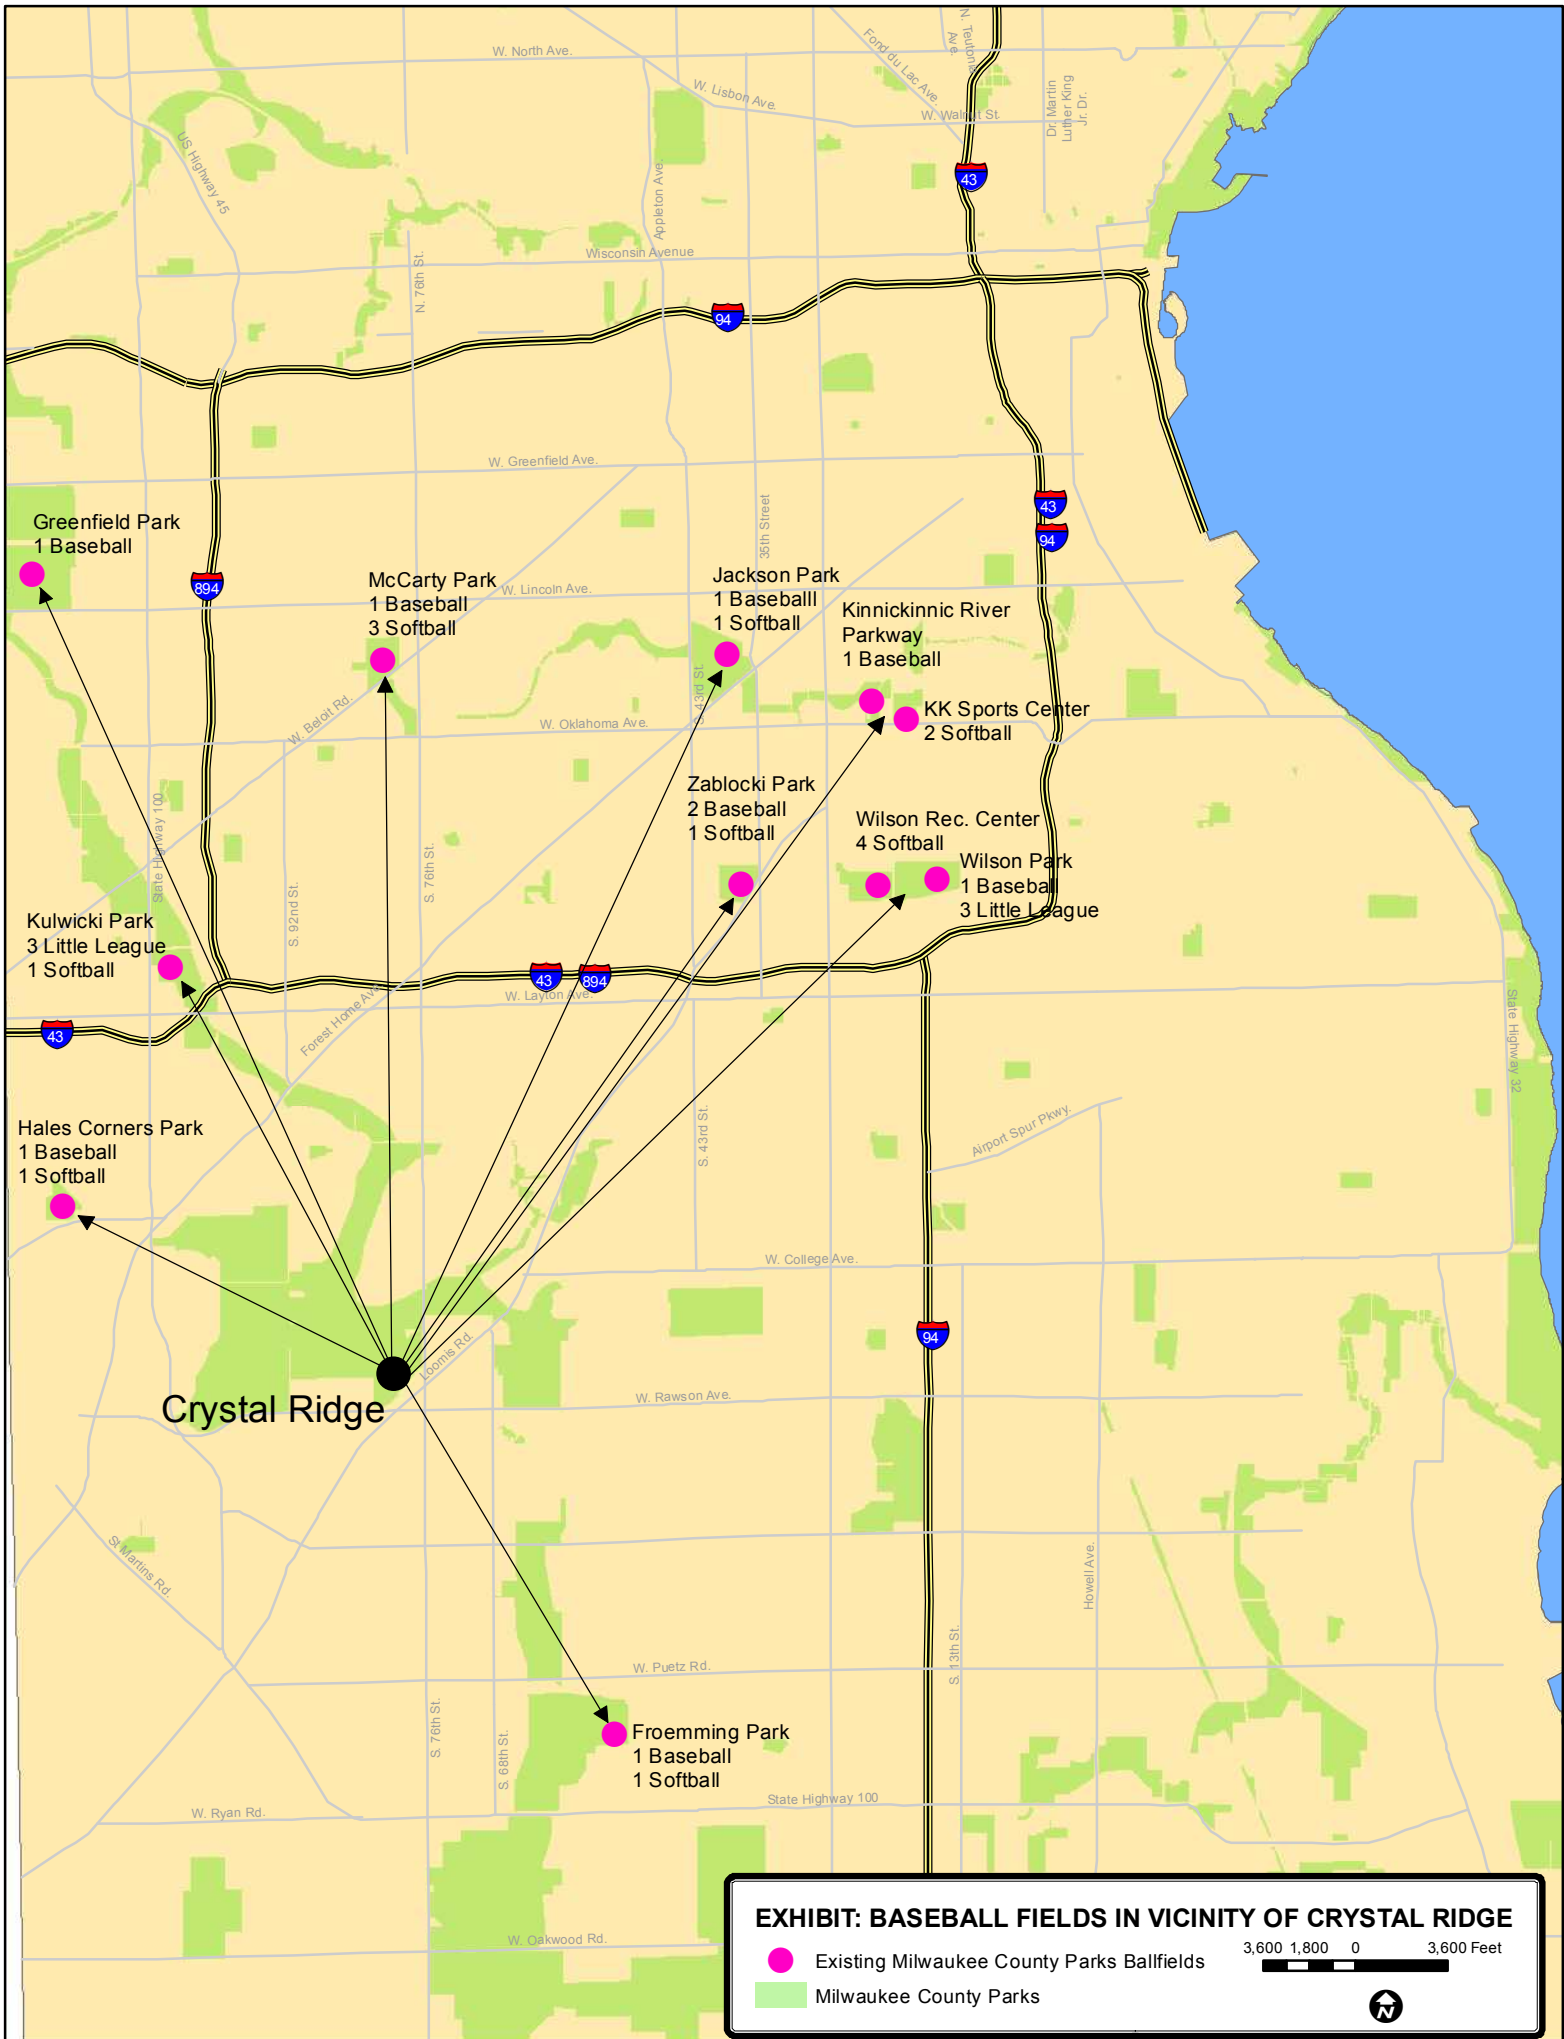 W. North Ave.
Fond du Lac Ave.
N. Teutonia
Ave.
W. Lisbon Ave.
W. Walnut St.
Dr. Martin
Luther King
Jr. Dr.
US Highway 45
43
Appleton Ave.
Wisconsin Avenue
N. 76th St.
94
W. Greenfield Ave.
43
94
35th Street
Greenfield Park
1 Baseball
894
McCarty Park
1 Baseball
3 Softball
W. Lincoln Ave.
Jackson Park
1 Baseballl
1 Softball
Kinnickinnic River
Parkway
1 Baseball
S. 43rd St.
W. Beloit Rd.
W. Oklahoma Ave.
KK Sports Center
2 Softball
Zablocki Park
2 Baseball
1 Softball
Wilson Rec. Center
4 Softball
Wilson Park
1 Baseball
3 Little League
State Highway 100
S. 76th St.
S. 92nd St.
Kulwicki Park
3 Little League
1 Softball
43
894
W. Layton Ave.
Forest Home Ave.
43
State Highway 32
Hales Corners Park
1 Baseball
1 Softball
S. 43rd St.
Airport Spur Pkwy.
W. College Ave.
94
Loomis Rd.
Crystal Ridge
W. Rawson Ave.
St Martins Rd.
Howell Ave.
S. 13th St.
W. Puetz Rd.
S. 76th St.
S. 68th St.
Froemming Park
1 Baseball
1 Softball
W. Ryan Rd.
State Highway 100
W. Oakwood Rd.
EXHIBIT: BASEBALL FIELDS IN VICINITY OF CRYSTAL RIDGE
Existing Milwaukee County Parks Ballfields
3,600 1,800 0 3,600 Feet
Milwaukee County Parks
N